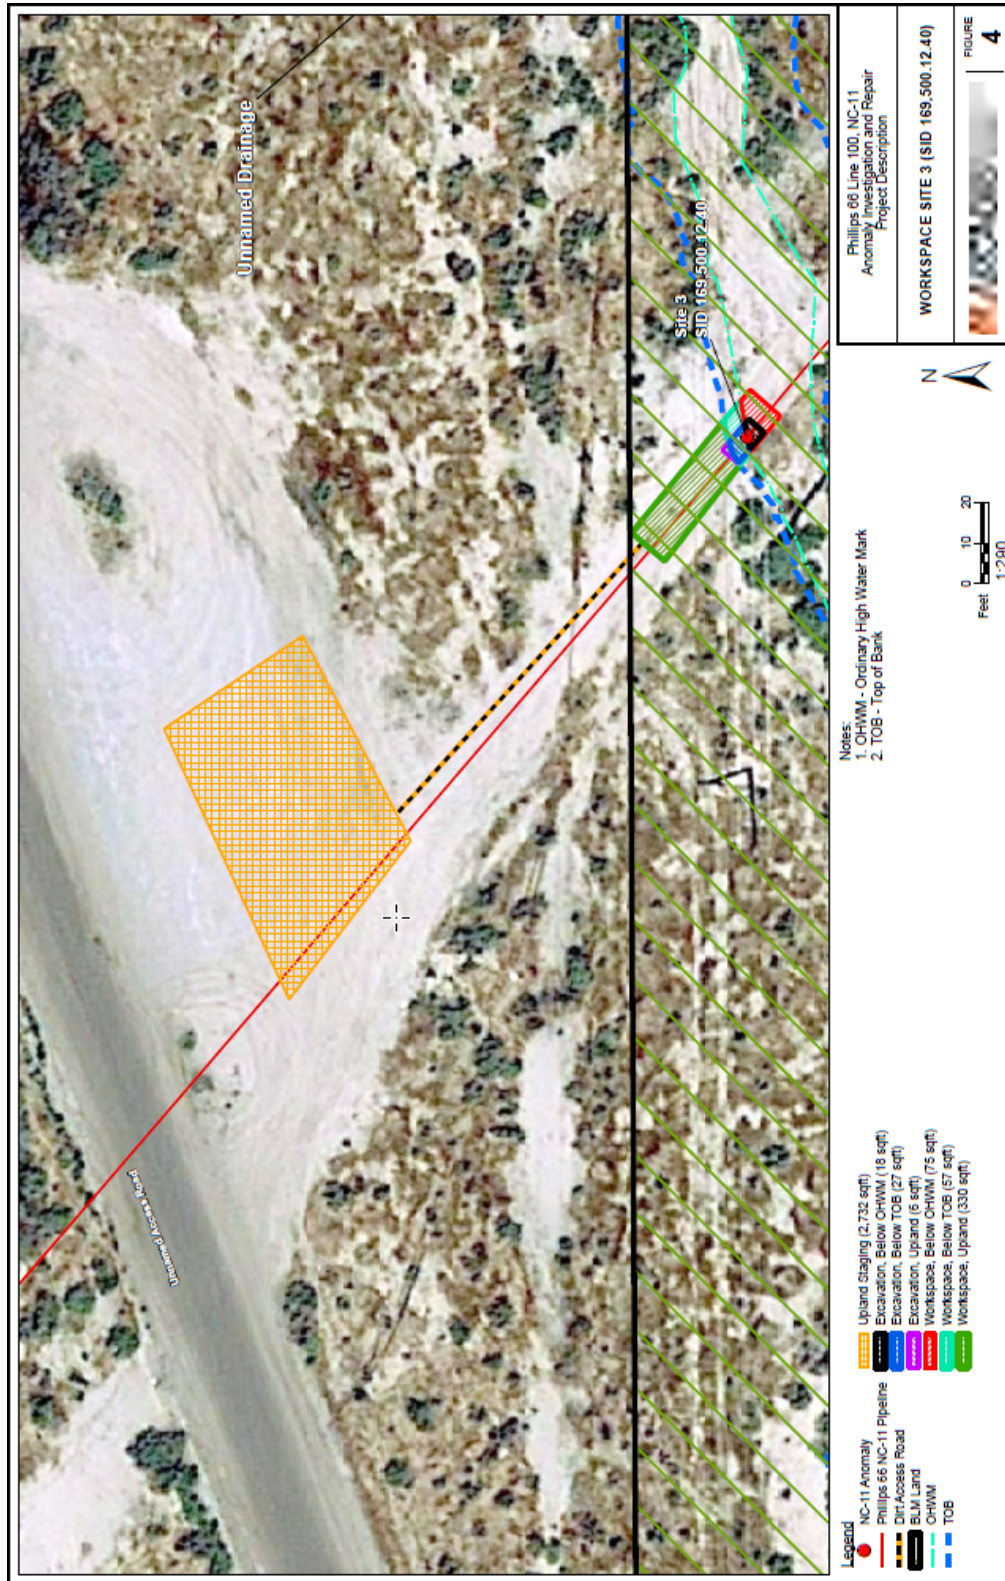 Unnamed Drainage
Unnamed Access Road
Site 3
SID 169.500.12.40
Legend
NC-11 Anomaly
Phillips 66 NC-11 Pipeline
Dirt Access Road
BLM Land
OHWM
TOB
Upland Staging (2,732 sqft)
Excavation, Below OHWM (18 sqft)
Excavation, Below TOB (27 sqft)
Excavation, Upland (6 sqft)
Workspace, Below OHWM (75 sqft)
Workspace, Below TOB (57 sqft)
Workspace, Upland (330 sqft)
Notes:
1. OHWM - Ordinary High Water Mark
2. TOB - Top of Bank
0 10 20
Feet
1:290
N
Phillips 66 Line 100, NC-11
Anomaly Investigation and Repair
Project Description
WORKSPACE SITE 3 (SID 169.500.12.40)
FIGURE
4